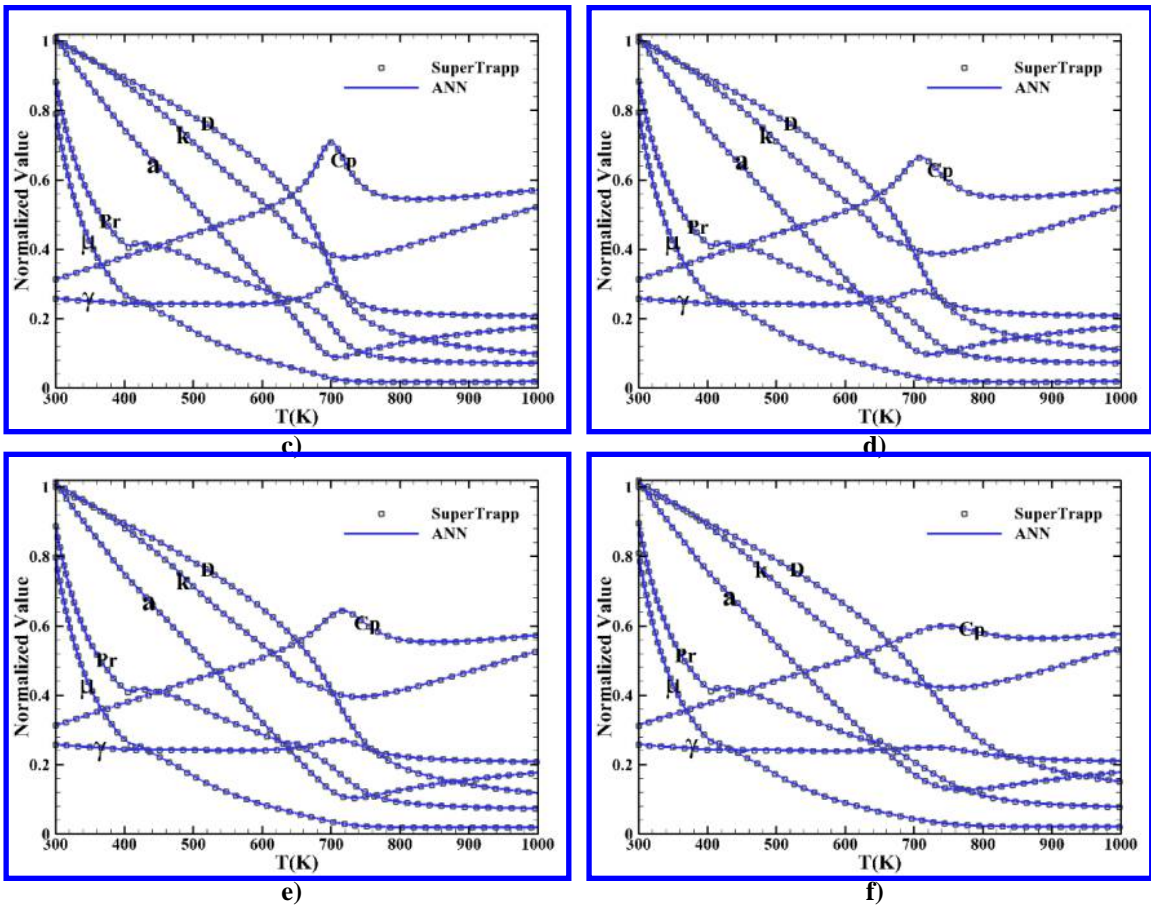 1
0.8
0.6
0.4
0.2
0
Normalized Value
SuperTrapp
ANN
D
k
a
Cp
Pr
μ
γ
300 400 500 600 700 800 900 1000
T(K)
c)
1
0.8
0.6
0.4
0.2
0
Normalized Value
SuperTrapp
ANN
D
k
a
Cp
Pr
μ
γ
300 400 500 600 700 800 900 1000
T(K)
d)
1
0.8
0.6
0.4
0.2
0
Normalized Value
SuperTrapp
ANN
D
k
a
Cp
Pr
μ
γ
300 400 500 600 700 800 900 1000
T(K)
e)
1
0.8
0.6
0.4
0.2
0
Normalized Value
SuperTrapp
ANN
k D
a
Cp
Pr
μ
γ
300 400 500 600 700 800 900 1000
T(K)
f)